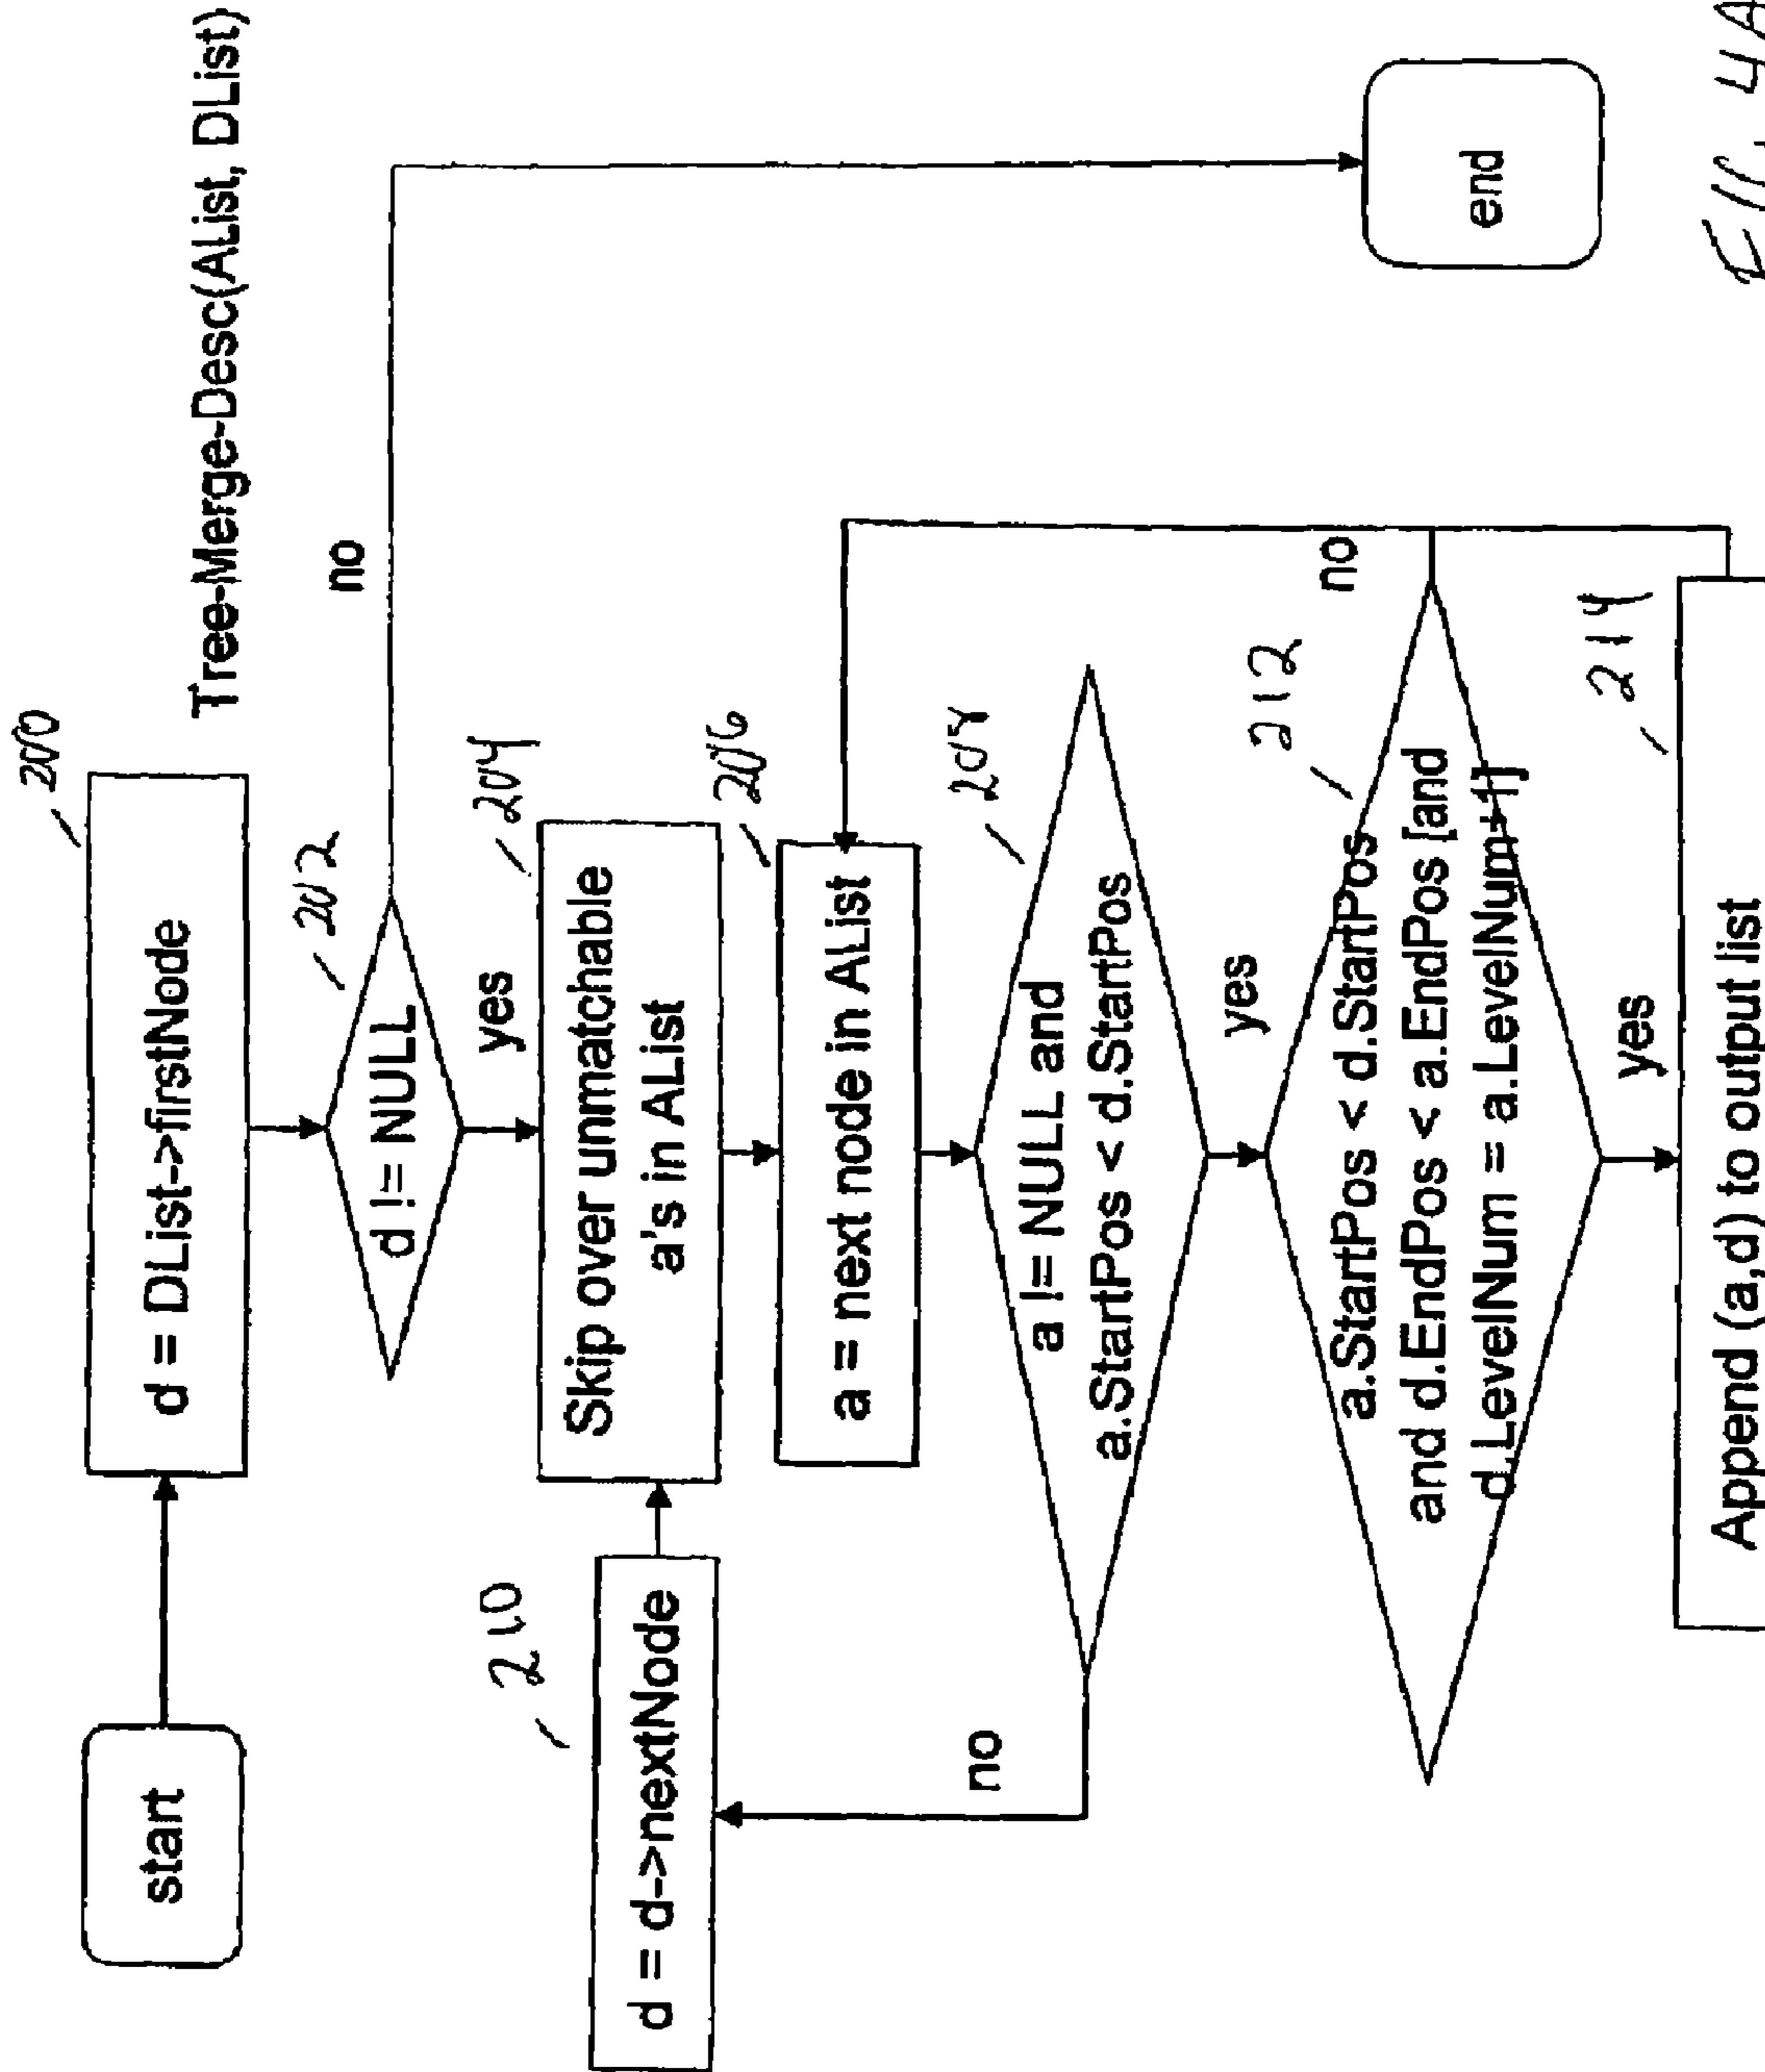 Tree-Merge-Desc(AList, DList)
start
200
d = DList->firstNode
202
d != NULL
no
yes
204
Skip over unmatchable
a's in AList
210
d = d->nextNode
206
a = next node in AList
208
a != NULL and
a.StartPos < d.StartPos
no
yes
212
a.StartPos < d.StartPos
and d.EndPos < a.EndPos [and
d.LevelNum = a.LevelNum+1]
no
yes
214
Append (a,d) to output list
end
FIG. 4A